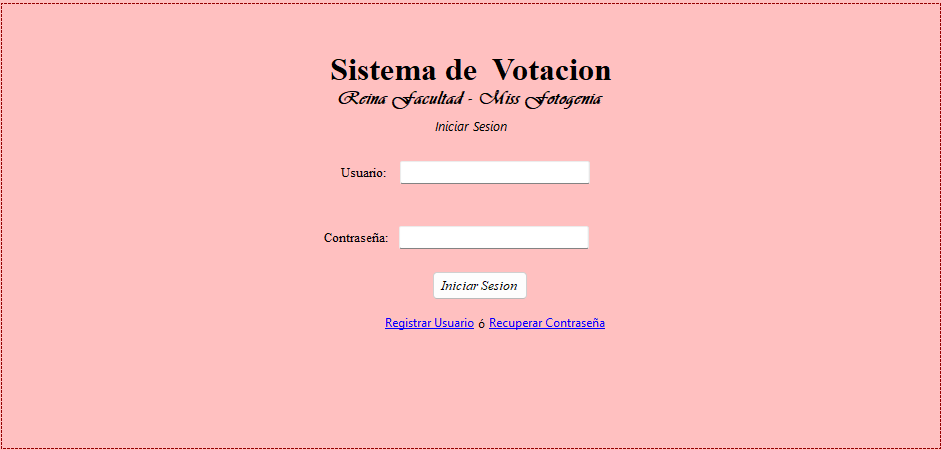 Sistema de  Votacion
Reina Facultad - Miss Fotogenia
Iniciar Sesion
Usuario:
Contraseña:
Iniciar Sesion
Registrar Usuario ó Recuperar Contraseña